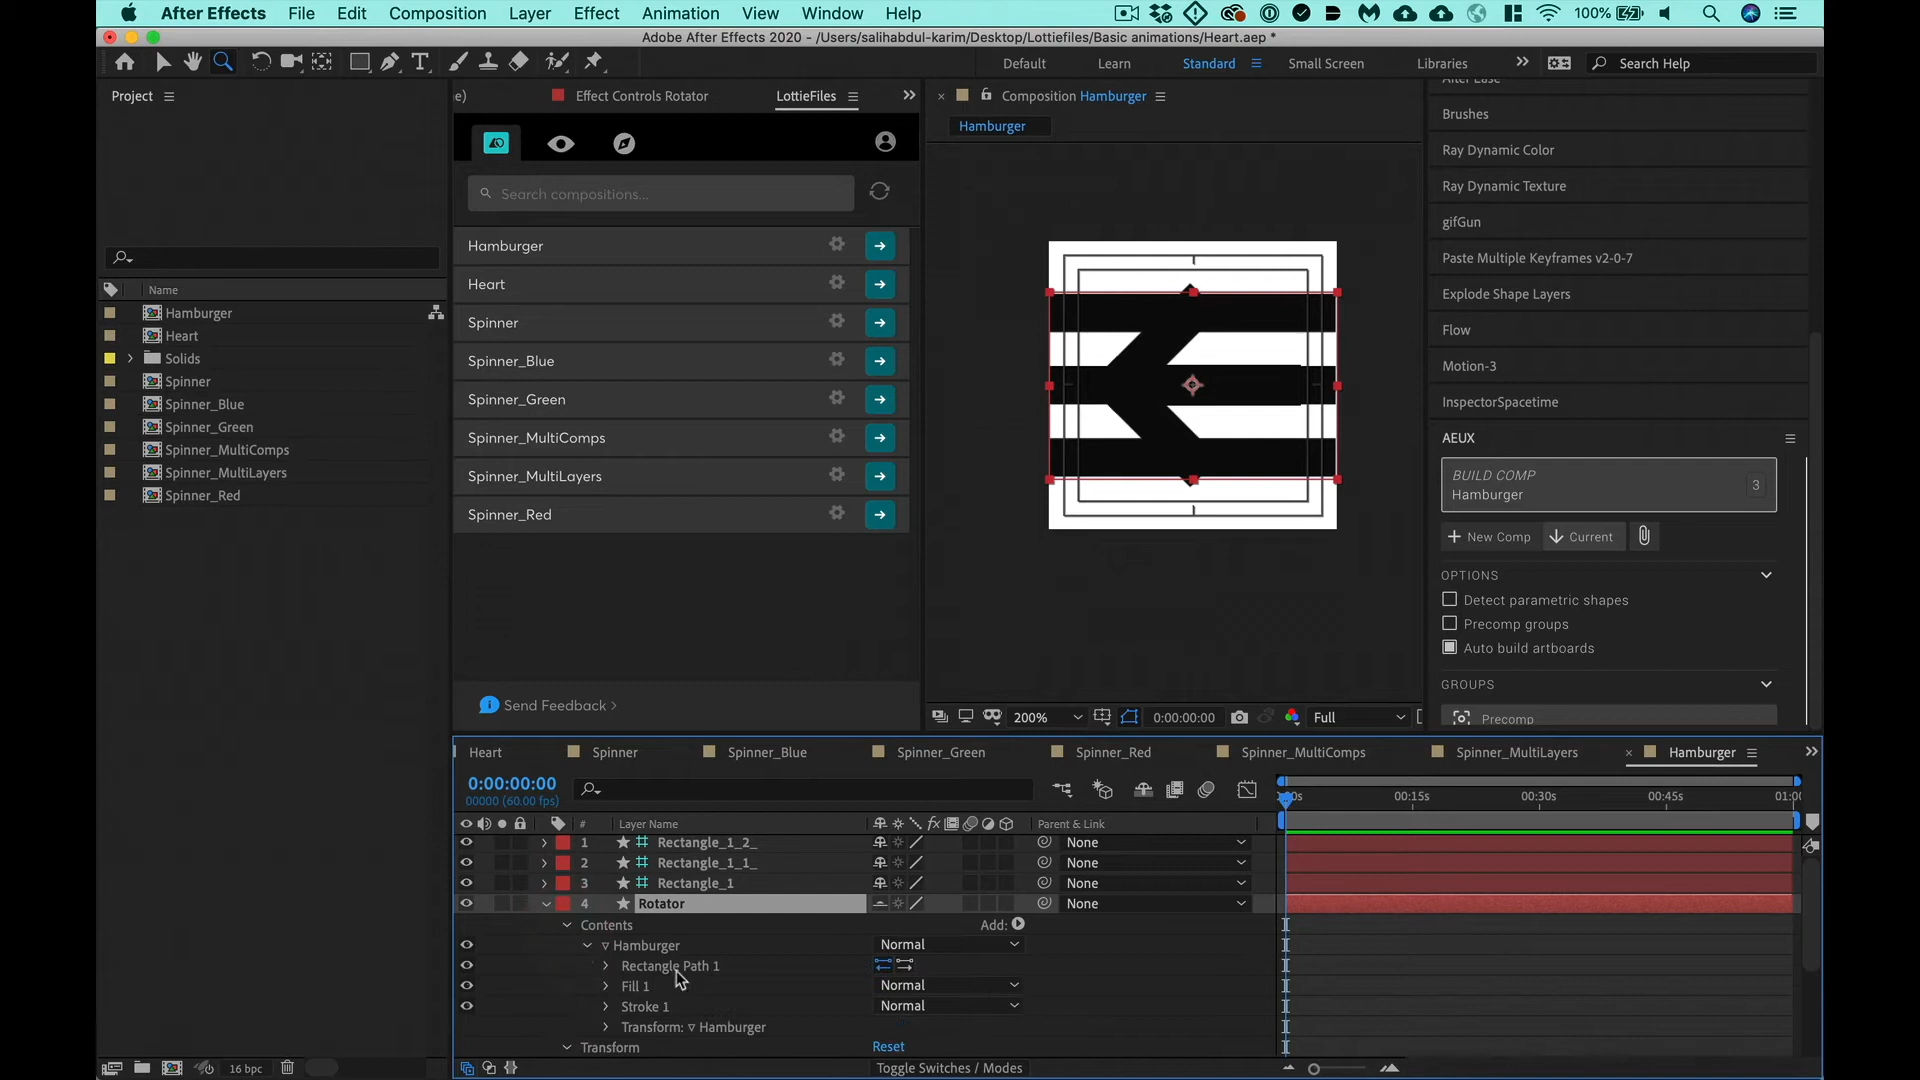 After Effects File Edit Composition Layer Effect Animation View Window Help 100%
Adobe After Effects 2020 - /Users/salihabdul-karim/Desktop/Lottiefiles/Basic animations/Heart.aep *
Default Learn Standard Small Screen Libraries Search Help
Project
e) Effect Controls Rotator LottieFiles
Composition Hamburger
Hamburger
Search compositions...
Name
Hamburger
Heart
Solids
Spinner
Spinner_Blue
Spinner_Green
Spinner_MultiComps
Spinner_MultiLayers
Spinner_Red
16 bpc
Hamburger
Heart
Spinner
Spinner_Blue
Spinner_Green
Spinner_MultiComps
Spinner_MultiLayers
Spinner_Red
Send Feedback >
200% 0:00:00:00 Full
After Ease
Brushes
Ray Dynamic Color
Ray Dynamic Texture
gifGun
Paste Multiple Keyframes v2-0-7
Explode Shape Layers
Flow
Motion-3
InspectorSpacetime
AEUX
BUILD COMP
Hamburger 3
+ New Comp Current
OPTIONS
Detect parametric shapes
Precomp groups
Auto build artboards
GROUPS
Precomp
Heart Spinner Spinner_Blue Spinner_Green Spinner_Red Spinner_MultiComps Spinner_MultiLayers Hamburger
0:00:00:00
00000 (60.00 fps)
00s 00:15s 00:30s 00:45s 01:00
# Layer Name fx Parent & Link
1 Rectangle_1_2_ None
2 Rectangle_1_1_ None
3 Rectangle_1 None
4 Rotator None
Contents Add:
Hamburger Normal
Rectangle Path 1
Fill 1 Normal
Stroke 1 Normal
Transform: ▽ Hamburger
Transform Reset
Toggle Switches / Modes